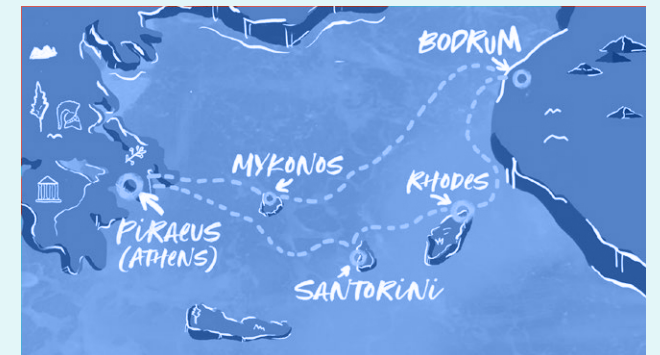 BODRUM
MYKONOS
RHODES
PIRAEUS
(ATHENS)
SANTORINI